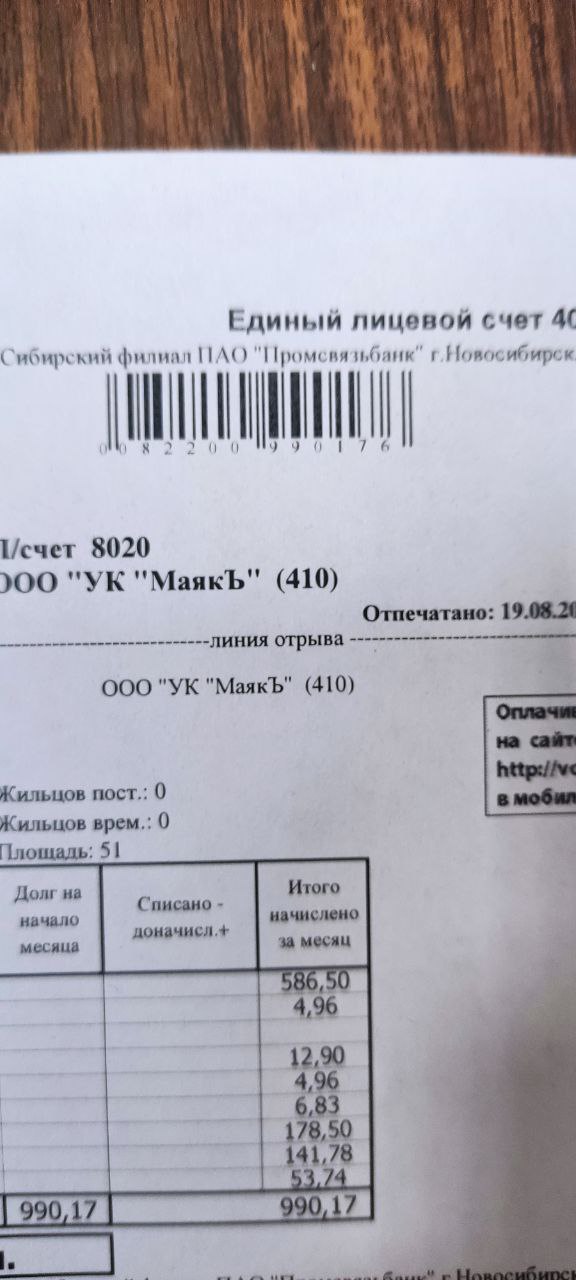 Единый лицевой счет 40
Сибирский филиал ПАО "Промсвязьбанк" г.Новосибирск
0 0 8 2 2 0 0 9 9 0 1 7 6
Л/счет 8020
ООО "УК "МаякЪ" (410)
Отпечатано: 19.08.20
линия отрыва
ООО "УК "МаякЪ" (410)
Оплачив
на сайт
http://vc
в мобил
Жильцов пост.: 0
Жильцов врем.: 0
Площадь: 51
Долг на
начало
месяца
Списано -
доначисл.+
Итого
начислено
за месяц
586,50
4,96
12,90
4,96
6,83
178,50
141,78
53,74
990,17 990,17
"Промсвязьбанк" г.Новосибирск